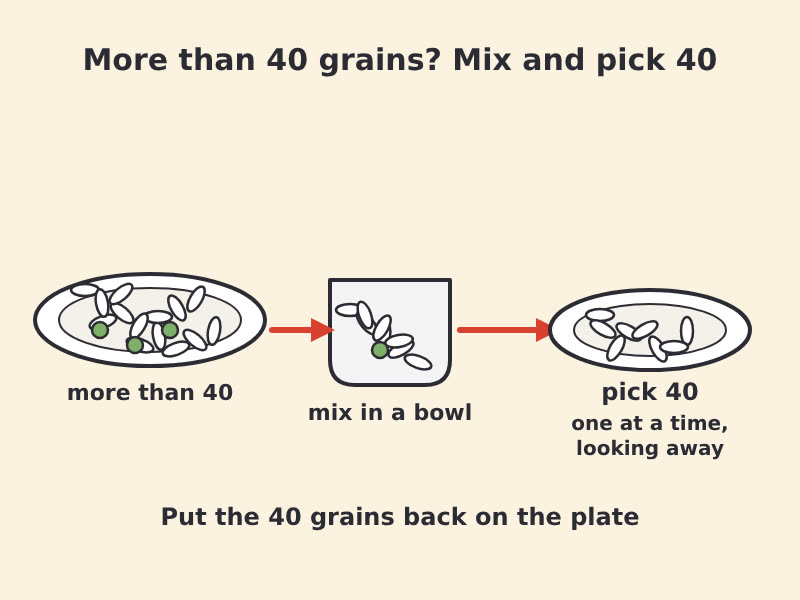 More than 40 grains? Mix and pick 40
more than 40
mix in a bowl
pick 40
one at a time,
looking away
Put the 40 grains back on the plate